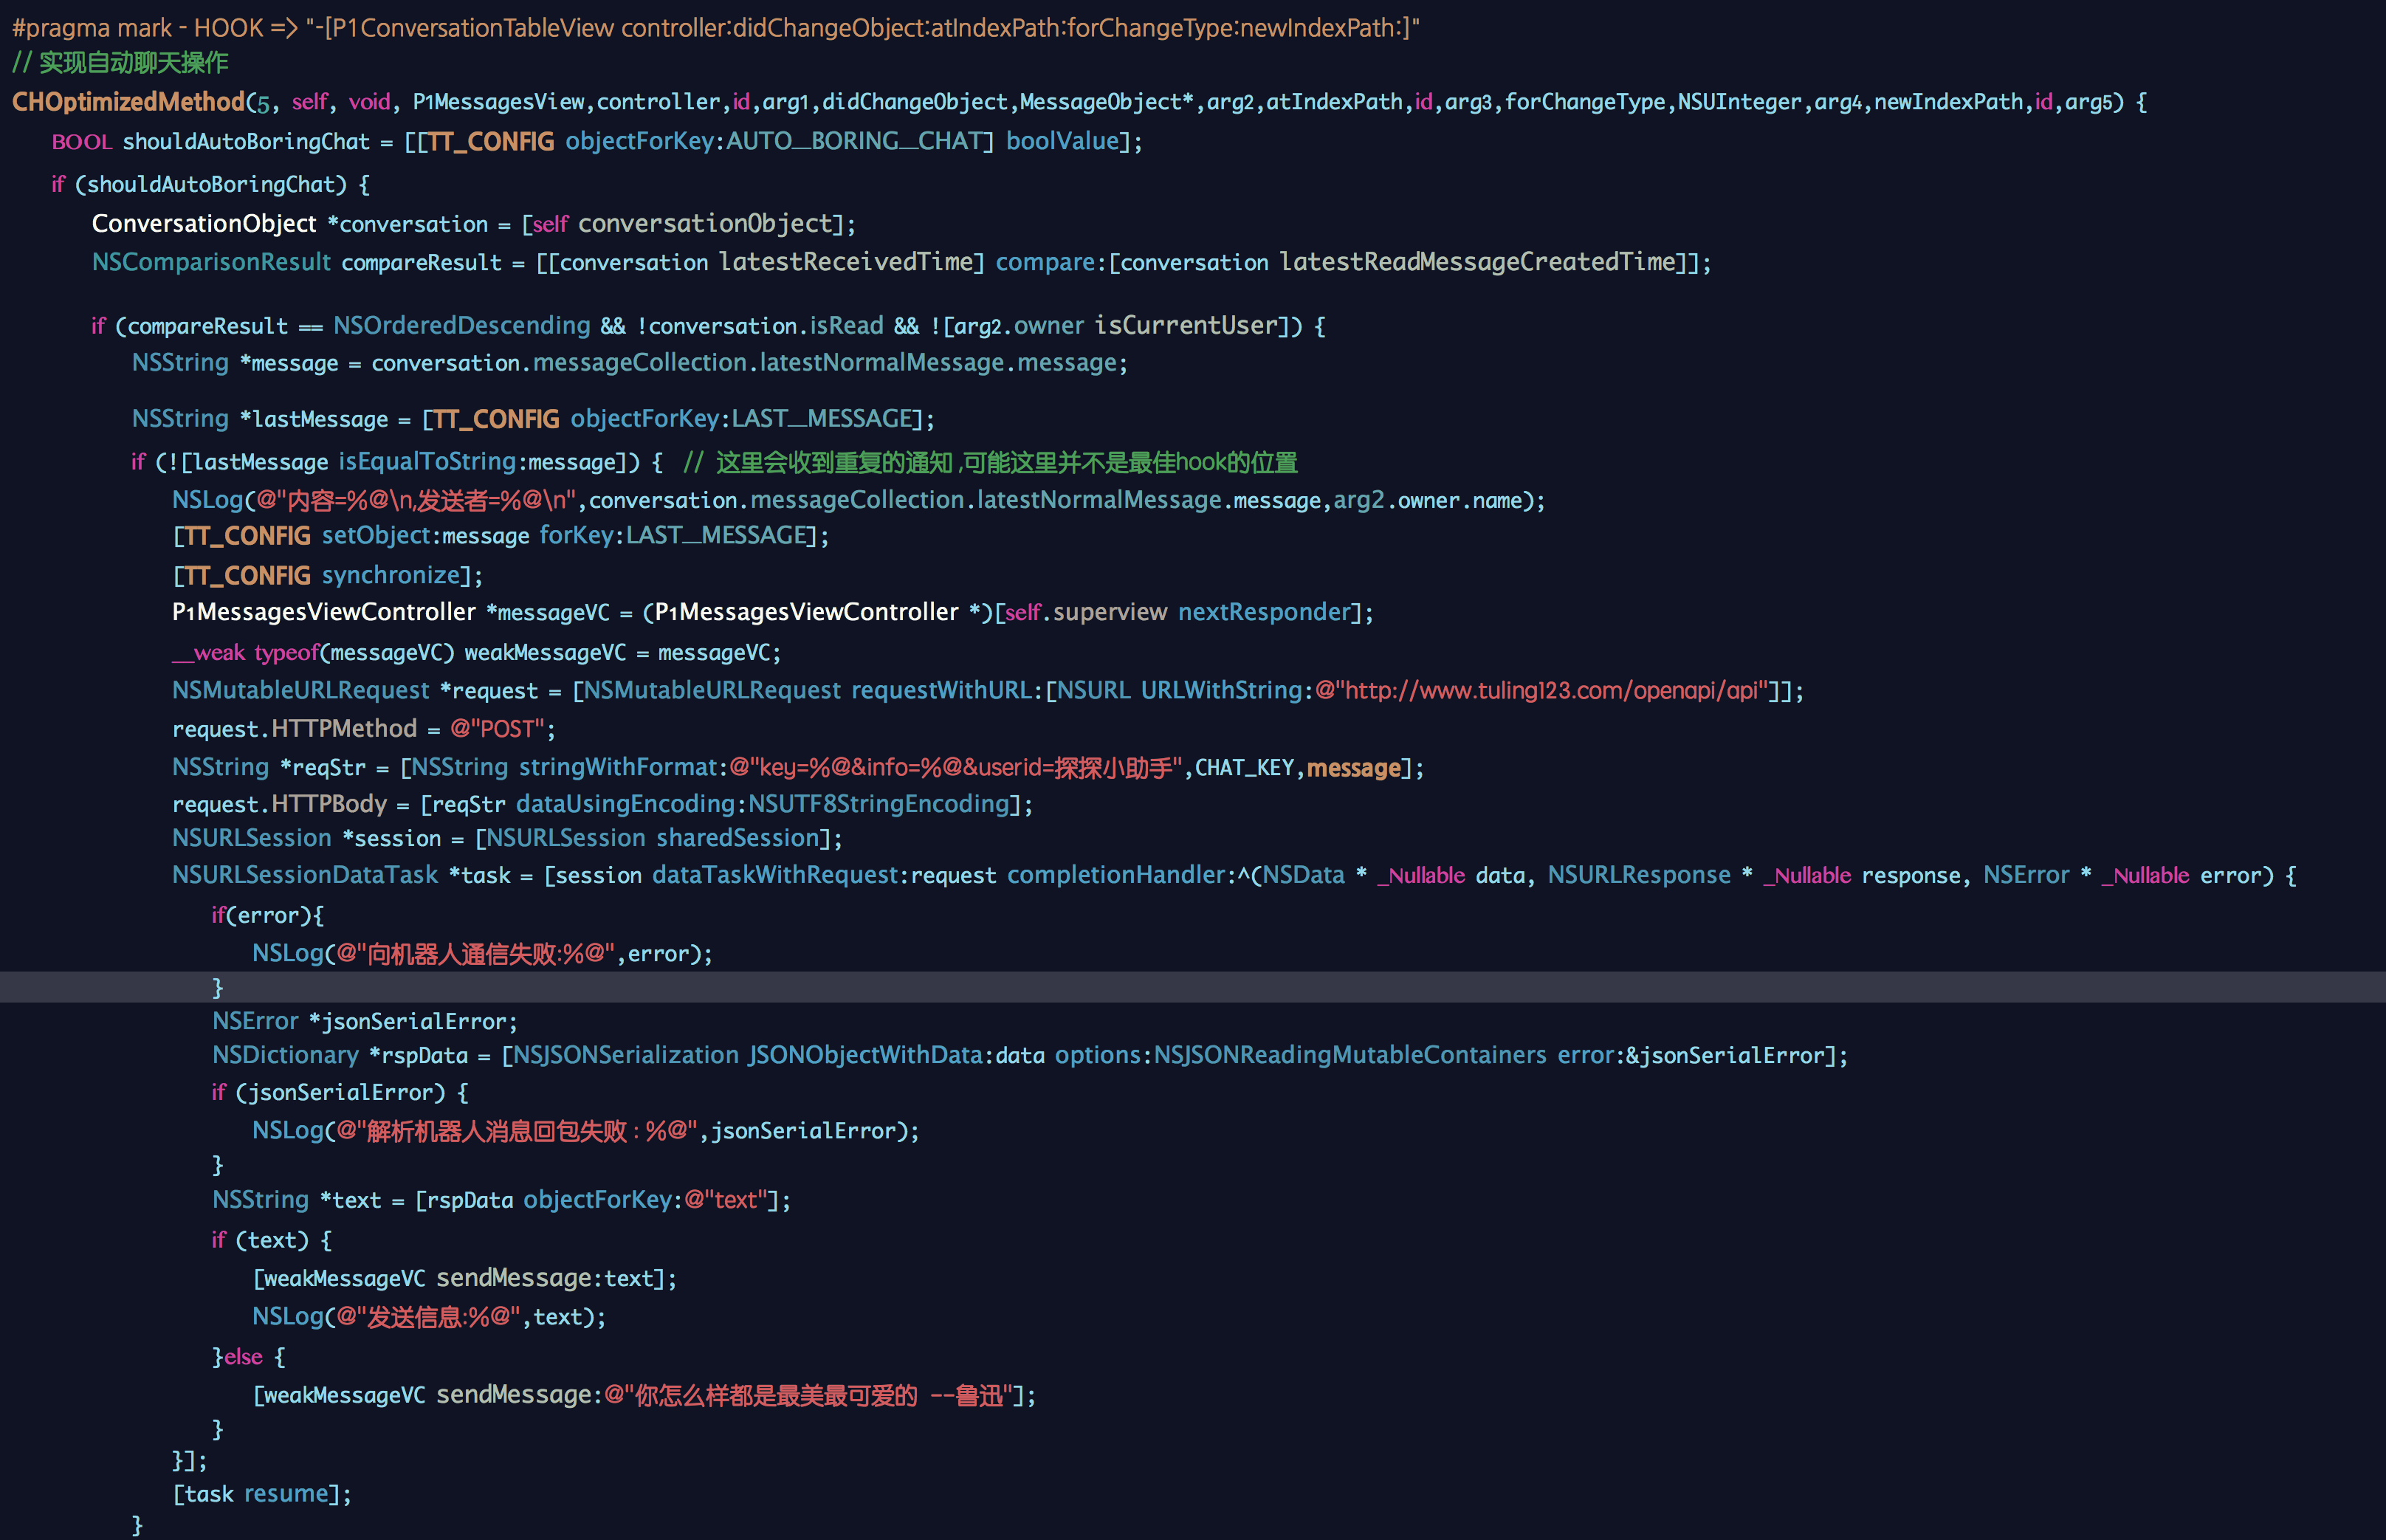 #pragma mark - HOOK => "-[P1ConversationTableView controller:didChangeObject:atIndexPath:forChangeType:newIndexPath:]"
// 实现自动聊天操作
CHOptimizedMethod(5, self, void, P1MessagesView,controller,id,arg1,didChangeObject,MessageObject*,arg2,atIndexPath,id,arg3,forChangeType,NSUInteger,arg4,newIndexPath,id,arg5) {
BOOL shouldAutoBoringChat = [[TT_CONFIG objectForKey:AUTO_BORING_CHAT] boolValue];
if (shouldAutoBoringChat) {
ConversationObject *conversation = [self conversationObject];
NSComparisonResult compareResult = [[conversation latestReceivedTime] compare:[conversation latestReadMessageCreatedTime]];
if (compareResult == NSOrderedDescending && !conversation.isRead && ![arg2.owner isCurrentUser]) {
NSString *message = conversation.messageCollection.latestNormalMessage.message;
NSString *lastMessage = [TT_CONFIG objectForKey:LAST_MESSAGE];
if (![lastMessage isEqualToString:message]) { // 这里会收到重复的通知 ,可能这里并不是最佳hook的位置
NSLog(@"内容=%@\n,发送者=%@\n",conversation.messageCollection.latestNormalMessage.message,arg2.owner.name);
[TT_CONFIG setObject:message forKey:LAST_MESSAGE];
[TT_CONFIG synchronize];
P1MessagesViewController *messageVC = (P1MessagesViewController *)[self.superview nextResponder];
__weak typeof(messageVC) weakMessageVC = messageVC;
NSMutableURLRequest *request = [NSMutableURLRequest requestWithURL:[NSURL URLWithString:@"http://www.tuling123.com/openapi/api"]];
request.HTTPMethod = @"POST";
NSString *reqStr = [NSString stringWithFormat:@"key=%@&info=%@&userid=探探小助手",CHAT_KEY,message];
request.HTTPBody = [reqStr dataUsingEncoding:NSUTF8StringEncoding];
NSURLSession *session = [NSURLSession sharedSession];
NSURLSessionDataTask *task = [session dataTaskWithRequest:request completionHandler:^(NSData * _Nullable data, NSURLResponse * _Nullable response, NSError * _Nullable error) {
if(error){
NSLog(@"向机器人通信失败:%@",error);
}
NSError *jsonSerialError;
NSDictionary *rspData = [NSJSONSerialization JSONObjectWithData:data options:NSJSONReadingMutableContainers error:&jsonSerialError];
if (jsonSerialError) {
NSLog(@"解析机器人消息回包失败：%@",jsonSerialError);
}
NSString *text = [rspData objectForKey:@"text"];
if (text) {
[weakMessageVC sendMessage:text];
NSLog(@"发送信息:%@",text);
}else {
[weakMessageVC sendMessage:@"你怎么样都是最美最可爱的 --鲁迅"];
}
}];
[task resume];
}